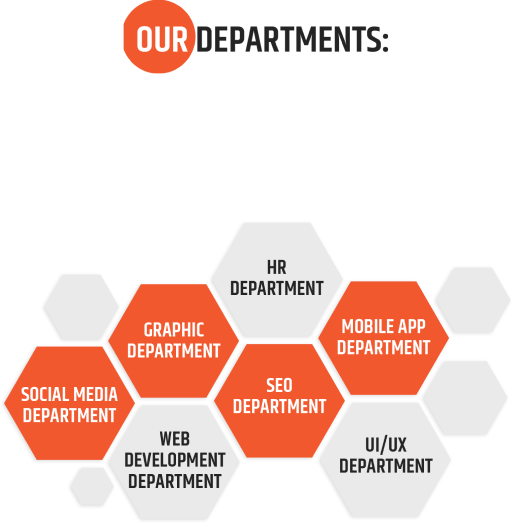 OUR DEPARTMENTS:
HR
DEPARTMENT
GRAPHIC
DEPARTMENT
MOBILE APP
DEPARTMENT
SOCIAL MEDIA
DEPARTMENT
SEO
DEPARTMENT
WEB
DEVELOPMENT
DEPARTMENT
UI/UX
DEPARTMENT